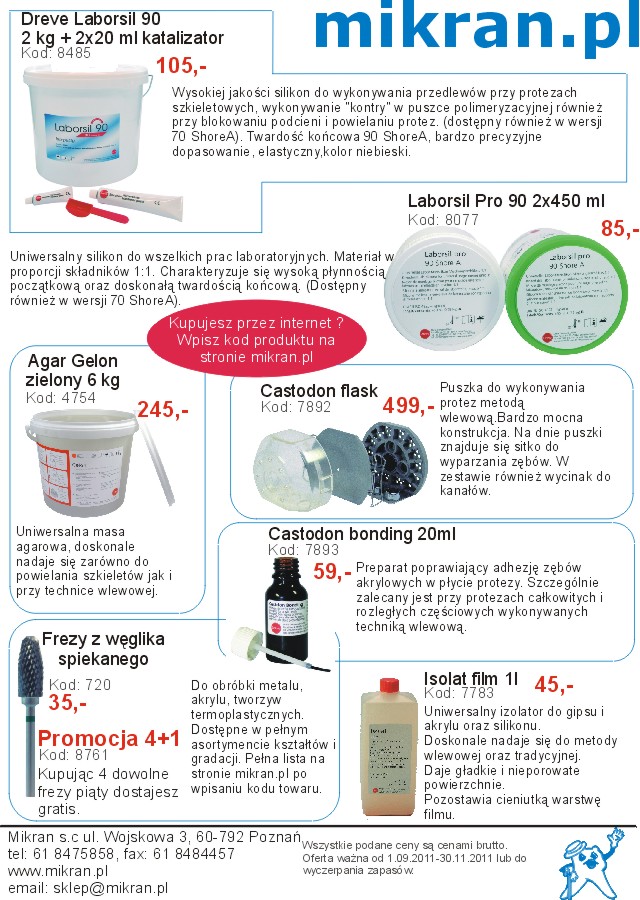 mikran.pl
Dreve Laborsil 90
2 kg + 2x20 ml katalizator
Kod: 8485
105,-
Wysokiej jakości silikon do wykonywania przedlewów przy protezach
szkieletowych, wykonywanie "kontry" w puszce polimeryzacyjnej również
przy blokowaniu podcieni i powielaniu protez. (dostępny również w wersji
70 ShoreA). Twardość końcowa 90 ShoreA, bardzo precyzyjne
dopasowanie, elastyczny,kolor niebieski.
Laborsil 90
Laborsil Pro 90 2x450 ml
Kod: 8077
85,-
Uniwersalny silikon do wszelkich prac laboratoryjnych. Materiał w
proporcji składników 1:1. Charakteryzuje się wysoką płynnością
początkową oraz doskonałą twardością końcową. (Dostępny
również w wersji 70 ShoreA).
Laborsil pro
90 Shore A
Laborsil pro
90 Shore A
Kupujesz przez internet ?
Wpisz kod produktu na
stronie mikran.pl
Agar Gelon
zielony 6 kg
Kod: 4754
245,-
Uniwersalna masa
agarowa, doskonale
nadaje się zarówno do
powielania szkieletów jak i
przy technice wlewowej.
Castodon flask
Kod: 7892
499,-
Puszka do wykonywania
protez metodą
wlewową.Bardzo mocna
konstrukcja. Na dnie puszki
znajduje się sitko do
wyparzania zębów. W
zestawie również wycinak do
kanałów.
Castodon bonding 20ml
Kod: 7893
59,-
Preparat poprawiający adhezję zębów
akrylowych w płycie protezy. Szczególnie
zalecany jest przy protezach całkowitych i
rozległych częściowych wykonywanych
techniką wlewową.
Frezy z węglika
spiekanego
Kod: 720
35,-
Promocja 4+1
Kod: 8761
Kupując 4 dowolne
frezy piąty dostajesz
gratis.
Do obróbki metalu,
akrylu, tworzyw
termoplastycznych.
Dostępne w pełnym
asortymencie kształtów i
gradacji. Pełna lista na
stronie mikran.pl po
wpisaniu kodu towaru.
Isolat film 1l
Kod: 7783
45,-
Uniwersalny izolator do gipsu i
akrylu oraz silikonu.
Doskonale nadaje się do metody
wlewowej oraz tradycyjnej.
Daje gładkie i nieporowate
powierzchnie.
Pozostawia cieniutką warstwę
filmu.
Mikran s.c ul. Wojskowa 3, 60-792 Poznań
tel: 61 8475858, fax: 61 8484457
www.mikran.pl
email: sklep@mikran.pl
Wszystkie podane ceny są cenami brutto.
Oferta ważna od 1.09.2011-30.11.2011 lub do
wyczerpania zapasów.